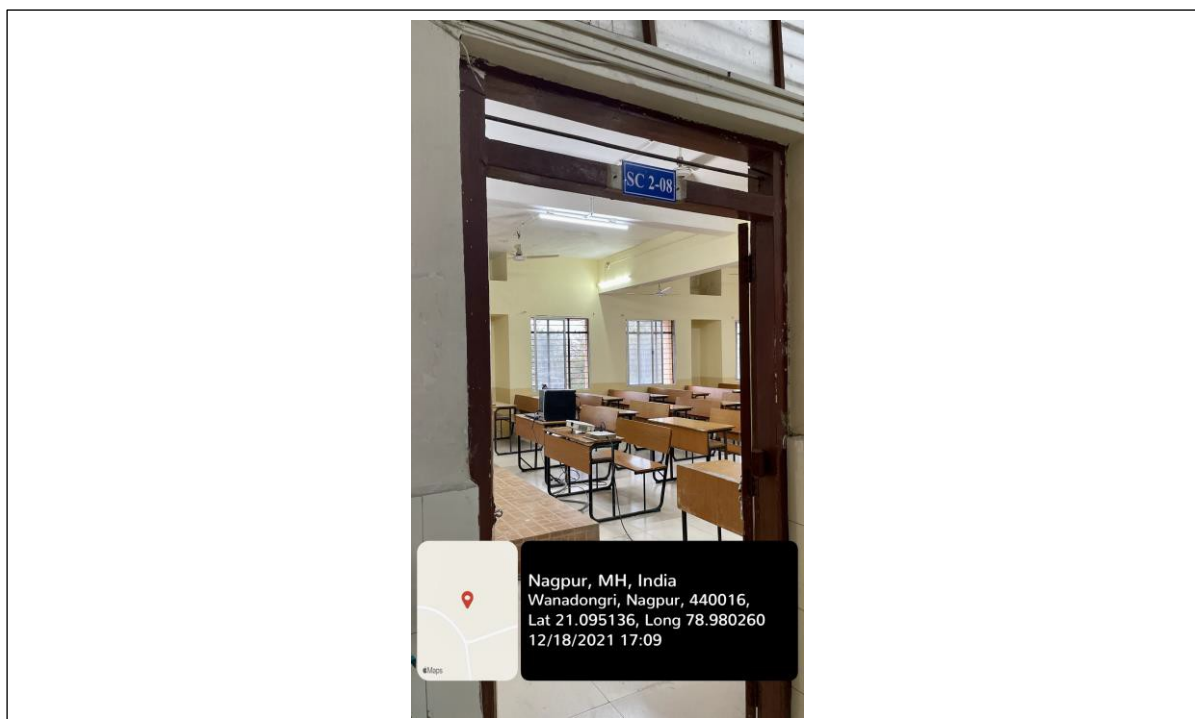 SC 2-08
Nagpur, MH, India
Wanadongri, Nagpur, 440016,
Lat 21.095136, Long 78.980260
12/18/2021 17:09
Maps